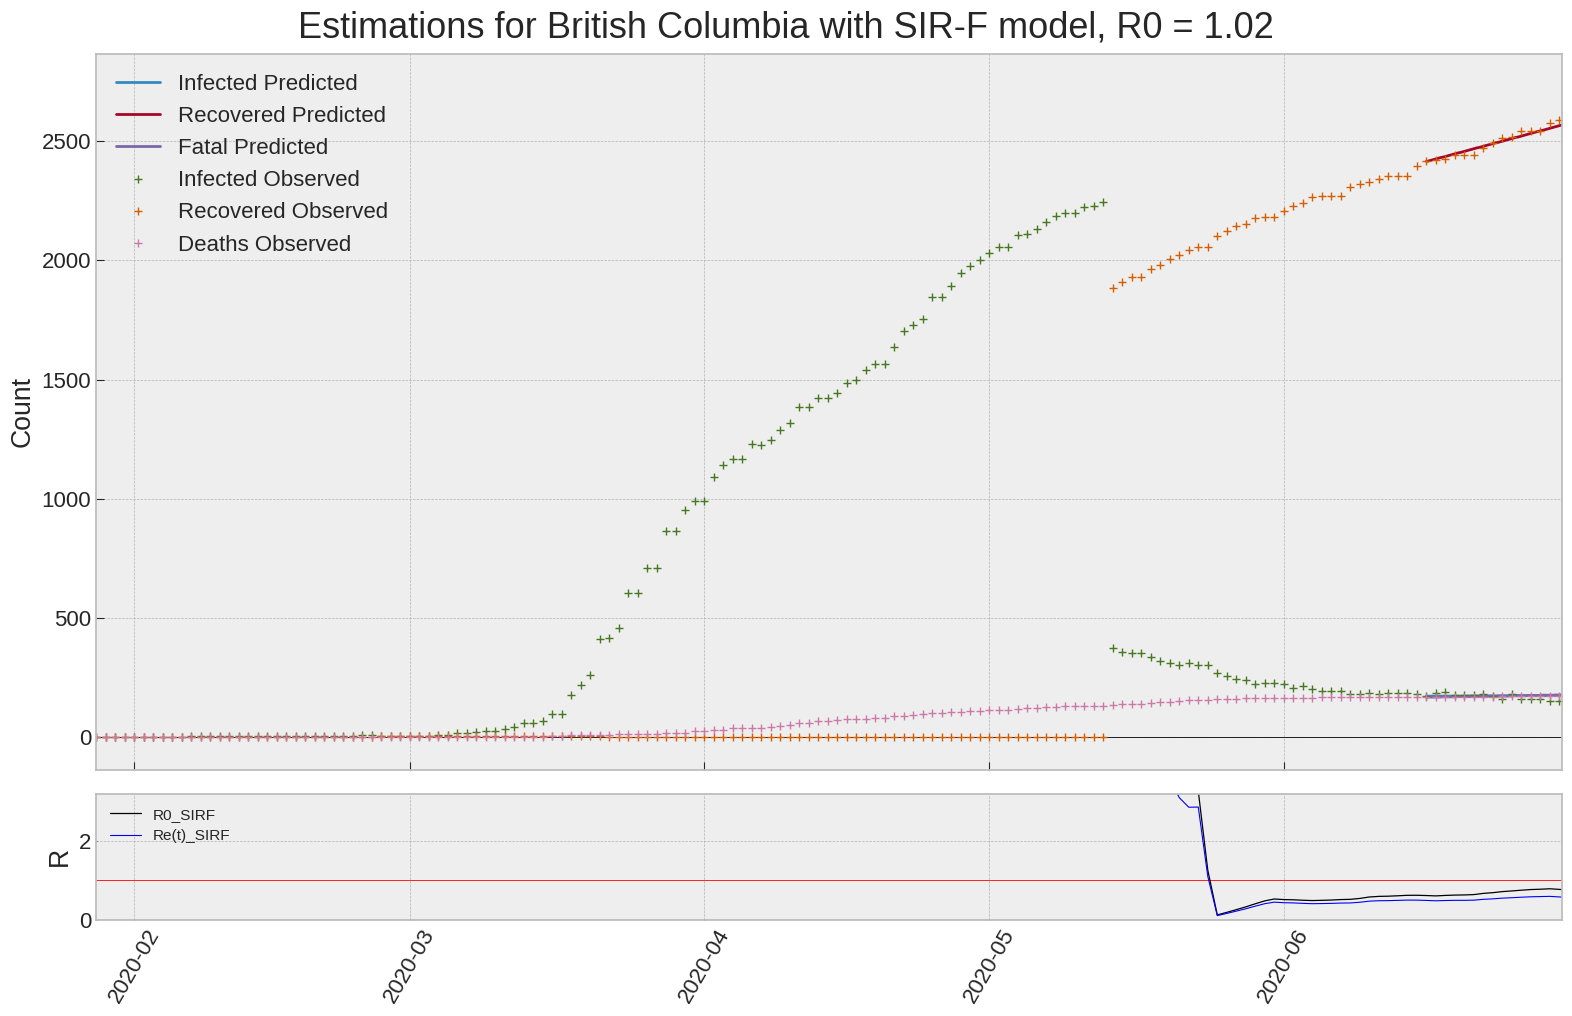 Estimations for British Columbia with SIR-F model, R0 = 1.02
Infected Predicted
Recovered Predicted
Fatal Predicted
Infected Observed
Recovered Observed
Deaths Observed
2500
2000
1500
1000
500
0
Count
R0_SIRF
Re(t)_SIRF
2
0
R
2020-02
2020-03
2020-04
2020-05
2020-06